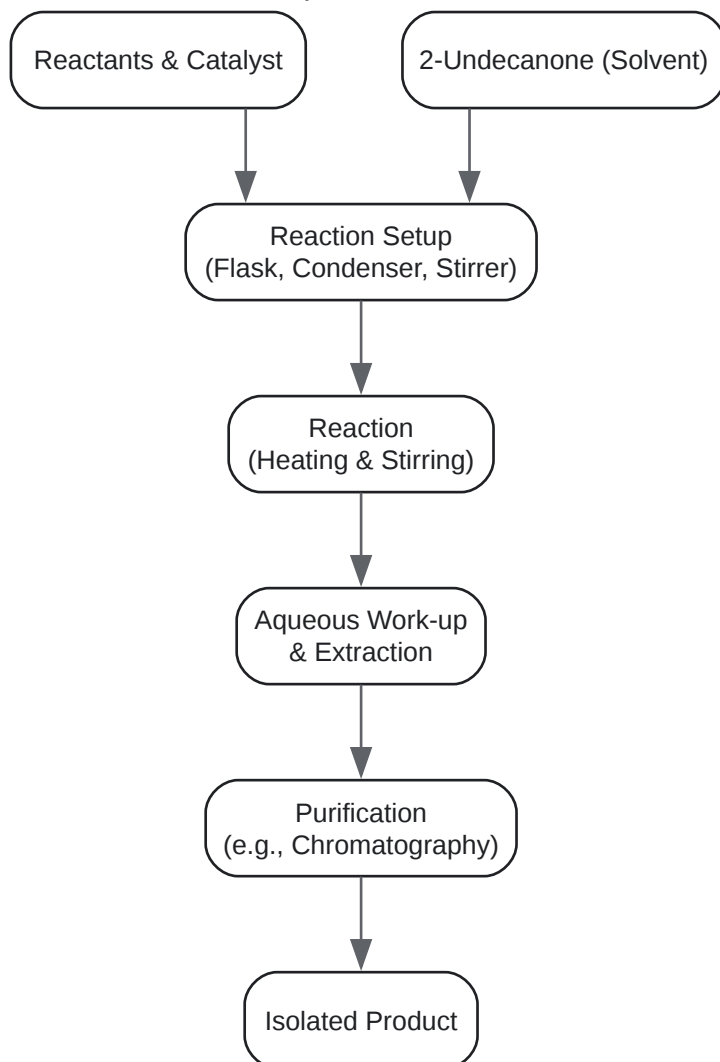 Reactants & Catalyst
2-Undecanone (Solvent)
Reaction Setup
(Flask, Condenser, Stirrer)
Reaction
(Heating & Stirring)
Aqueous Work-up
& Extraction
Purification
(e.g., Chromatography)
Isolated Product